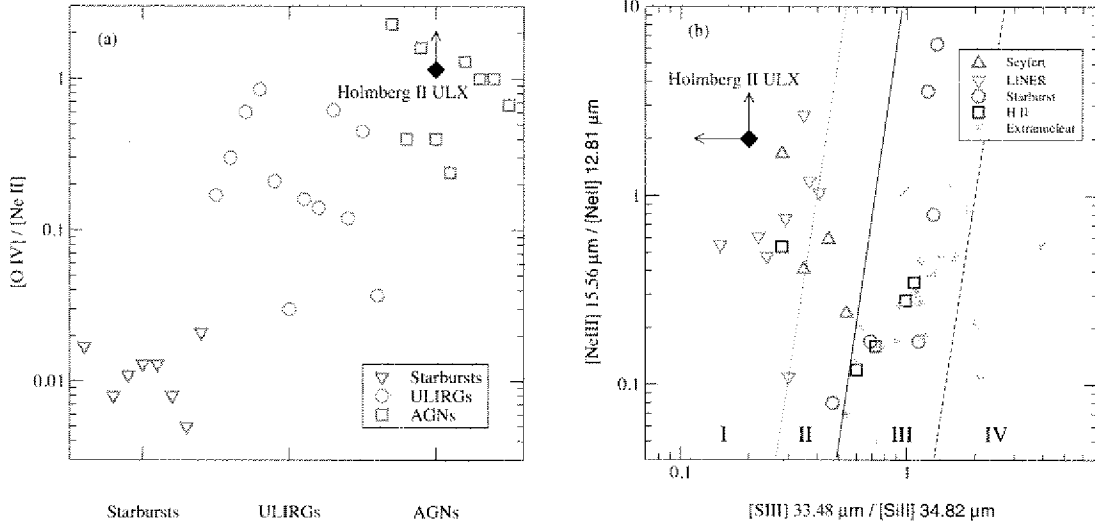 (a)
Holmberg II ULX
[O IV] / [Ne II]
1
0.1
0.01
Starbursts
ULIRGs
AGNs
Starbursts
ULIRGs
AGNs
(b)
Holmberg II ULX
Seyfert
LINER
Starburst
H II
Extranuclear
[NeIII] 15.56 µm / [NeII] 12.81 µm
10
1
0.1
I
II
III
IV
0.1
1
[SIII] 33.48 µm / [SiII] 34.82 µm